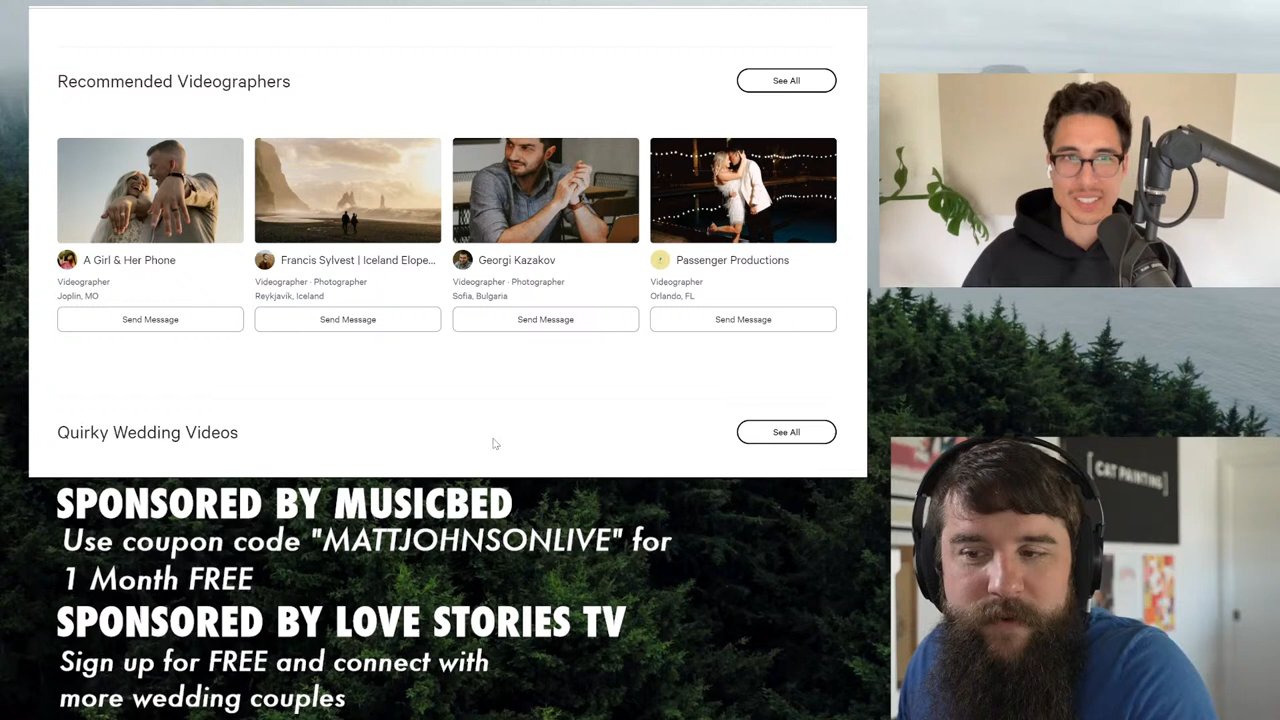 Recommended Videographers
See All
A Girl & Her Phone
Videographer
Joplin, MO
Send Message
Francis Sylvest | Iceland Elope...
Videographer · Photographer
Reykjavík, Iceland
Send Message
Georgi Kazakov
Videographer · Photographer
Sofia, Bulgaria
Send Message
Passenger Productions
Videographer
Orlando, FL
Send Message
Quirky Wedding Videos
See All
[CAT PAINTING]
SPONSORED BY MUSICBED
Use coupon code "MATTJOHNSONLIVE" for
1 Month FREE
SPONSORED BY LOVE STORIES TV
Sign up for FREE and connect with
more wedding couples